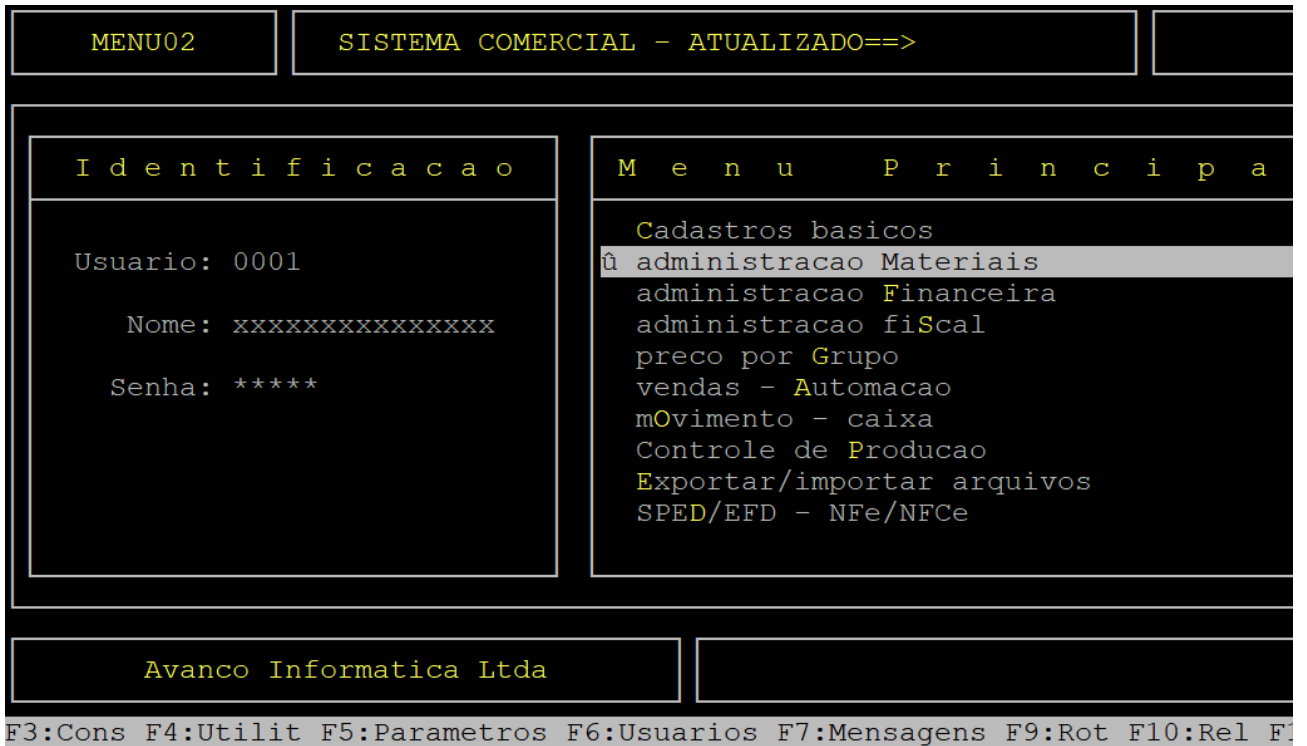 MENU02
SISTEMA COMERCIAL - ATUALIZADO==>
I d e n t i f i c a c a o
Usuario: 0001
Nome: xxxxxxxxxxxxxxx
Senha: *****
M e n u P r i n c i p a
Cadastros basicos
û administracao Materiais
administracao Financeira
administracao fiScal
preco por Grupo
vendas - Automacao
mOvimento - caixa
Controle de Producao
Exportar/importar arquivos
SPED/EFD - NFe/NFCe
Avanco Informatica Ltda
F3:Cons F4:Utilit F5:Parametros F6:Usuarios F7:Mensagens F9:Rot F10:Rel